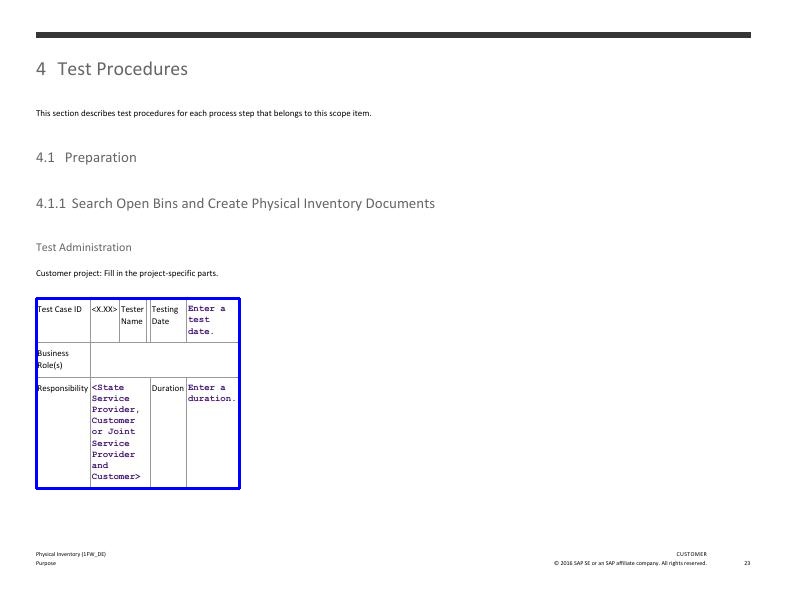 4 Test Procedures
This section describes test procedures for each process step that belongs to this scope item.
4.1 Preparation
4.1.1 Search Open Bins and Create Physical Inventory Documents
Test Administration
Customer project: Fill in the project-specific parts.
Test Case ID <X.XX> Tester Testing Enter a
Name Date test
date.
Business
Role(s)
Responsibility <State Duration Enter a
Service duration.
Provider,
Customer
or Joint
Service
Provider
and
Customer>
Physical Inventory (1FW_DE) CUSTOMER
Purpose © 2016 SAP SE or an SAP affiliate company. All rights reserved. 23